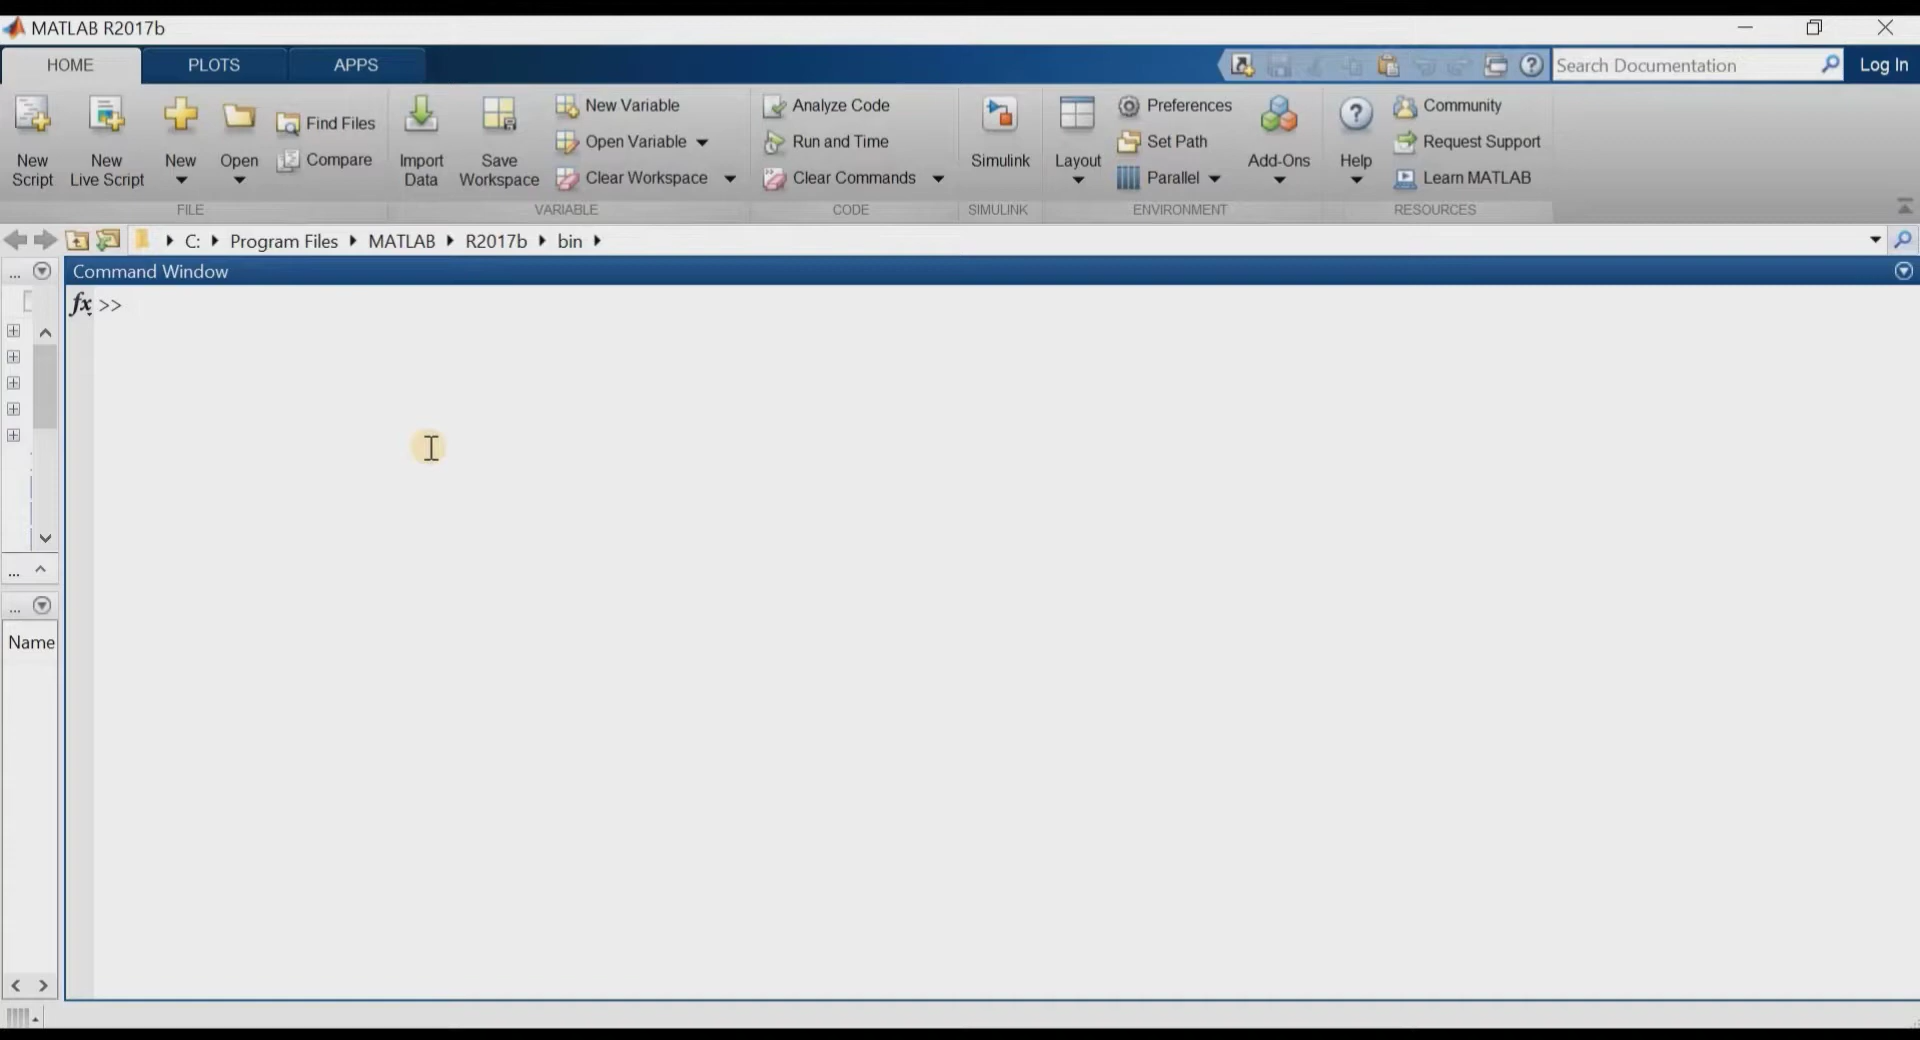 MATLAB R2017b
HOME PLOTS APPS
Search Documentation Log In
New Script
New Live Script
New
Open
Find Files
Compare
Import Data
Save Workspace
New Variable
Open Variable
Clear Workspace
Analyze Code
Run and Time
Clear Commands
Simulink
Layout
Preferences
Set Path
Parallel
Add-Ons
Help
Community
Request Support
Learn MATLAB
FILE VARIABLE CODE SIMULINK ENVIRONMENT RESOURCES
C: Program Files MATLAB R2017b bin
... Command Window
fx >>
...
...
Name